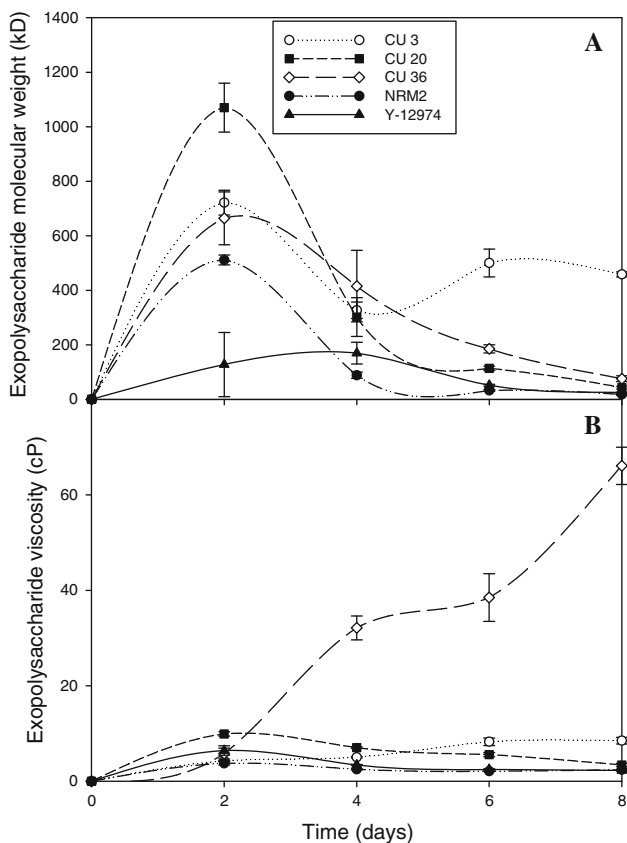 A
CU 3
CU 20
CU 36
NRM2
Y-12974
Exopolysaccharide molecular weight (kD)
1400
1200
1000
800
600
400
200
0
B
Exopolysaccharide viscosity (cP)
60
40
20
0
0
2
4
6
8
Time (days)